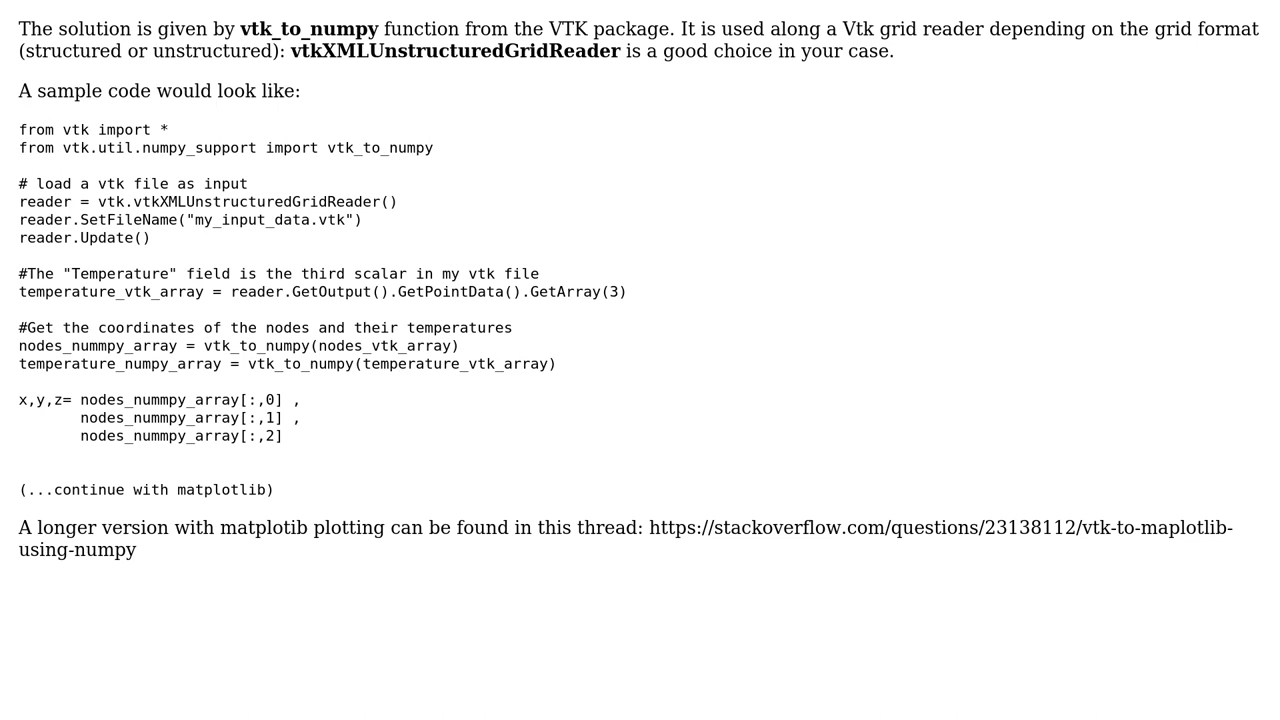 The solution is given by vtk_to_numpy function from the VTK package. It is used along a Vtk grid reader depending on the grid format
(structured or unstructured): vtkXMLUnstructuredGridReader is a good choice in your case.
A sample code would look like:
from vtk import *
from vtk.util.numpy_support import vtk_to_numpy
# load a vtk file as input
reader = vtk.vtkXMLUnstructuredGridReader()
reader.SetFileName("my_input_data.vtk")
reader.Update()
#The "Temperature" field is the third scalar in my vtk file
temperature_vtk_array = reader.GetOutput().GetPointData().GetArray(3)
#Get the coordinates of the nodes and their temperatures
nodes_nummpy_array = vtk_to_numpy(nodes_vtk_array)
temperature_numpy_array = vtk_to_numpy(temperature_vtk_array)
x,y,z= nodes_nummpy_array[:,0] ,
       nodes_nummpy_array[:,1] ,
       nodes_nummpy_array[:,2]
(...continue with matplotlib)
A longer version with matplotib plotting can be found in this thread: https://stackoverflow.com/questions/23138112/vtk-to-maplotlib-
using-numpy